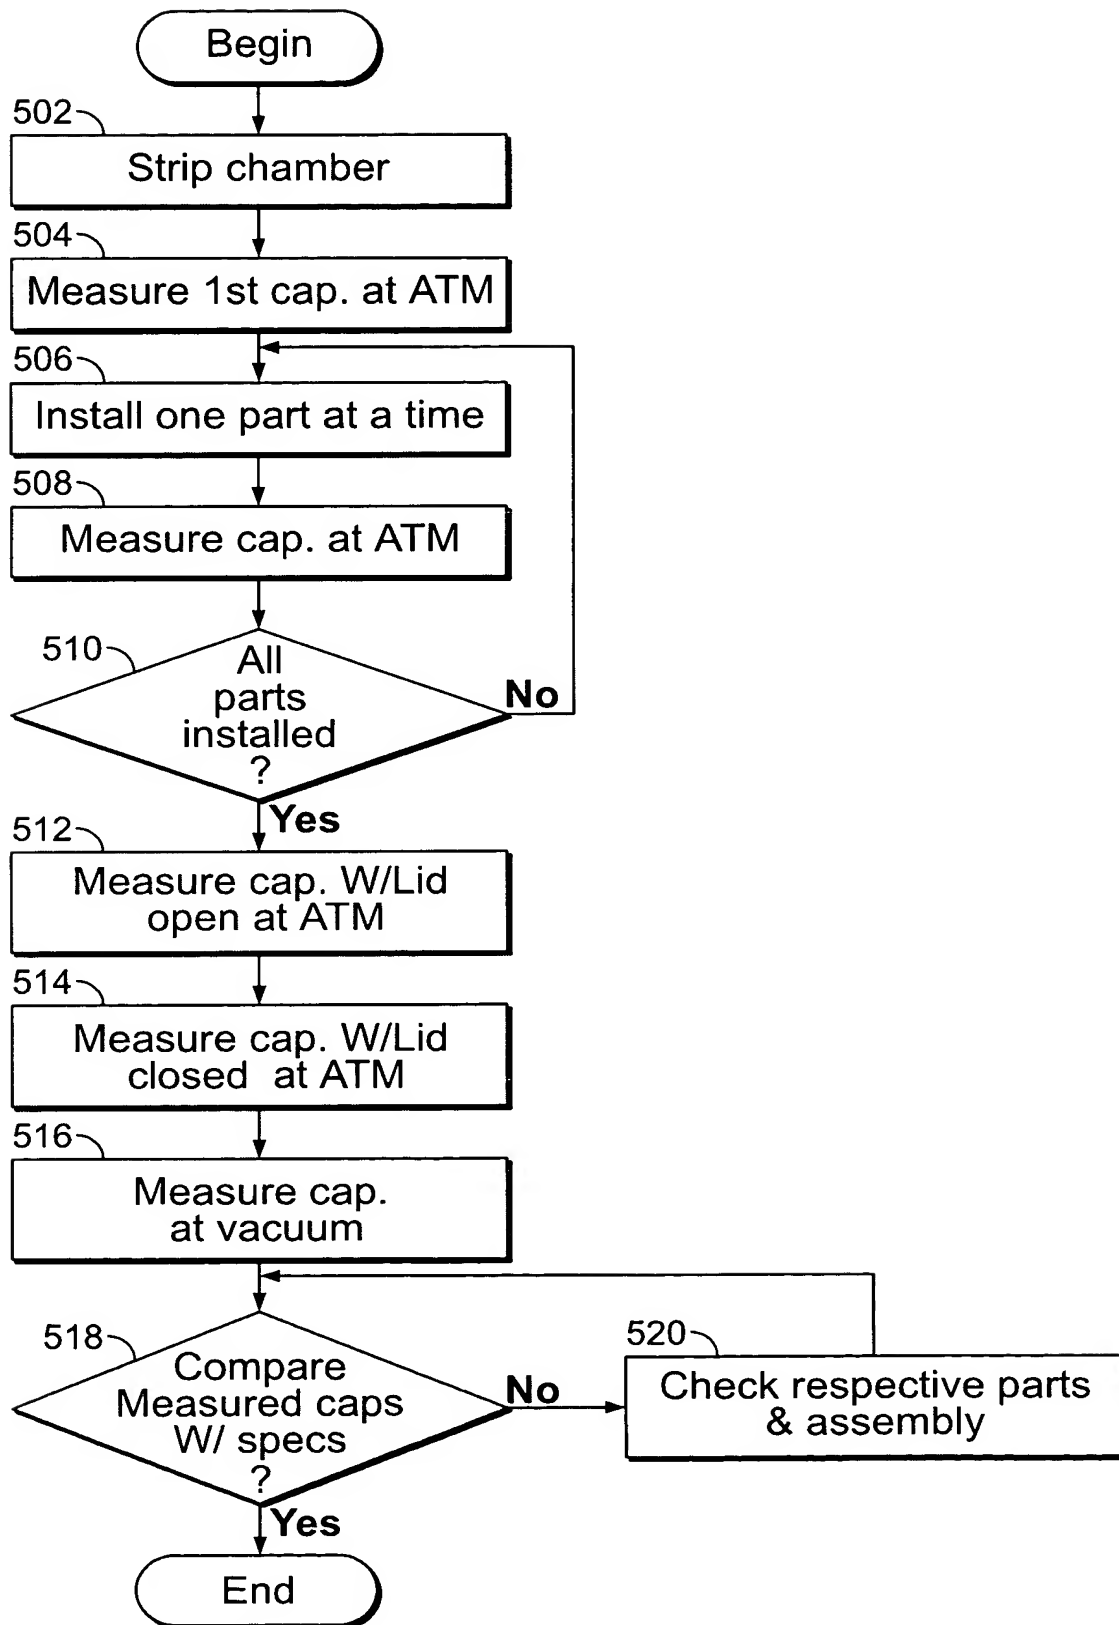 Begin
502
Strip chamber
504
Measure 1st cap. at ATM
506
Install one part at a time
508
Measure cap. at ATM
510
All
parts
installed
?
No
Yes
512
Measure cap. W/Lid
open at ATM
514
Measure cap. W/Lid
closed at ATM
516
Measure cap.
at vacuum
518
Compare
Measured caps
W/ specs
?
No
520
Check respective parts
& assembly
Yes
End